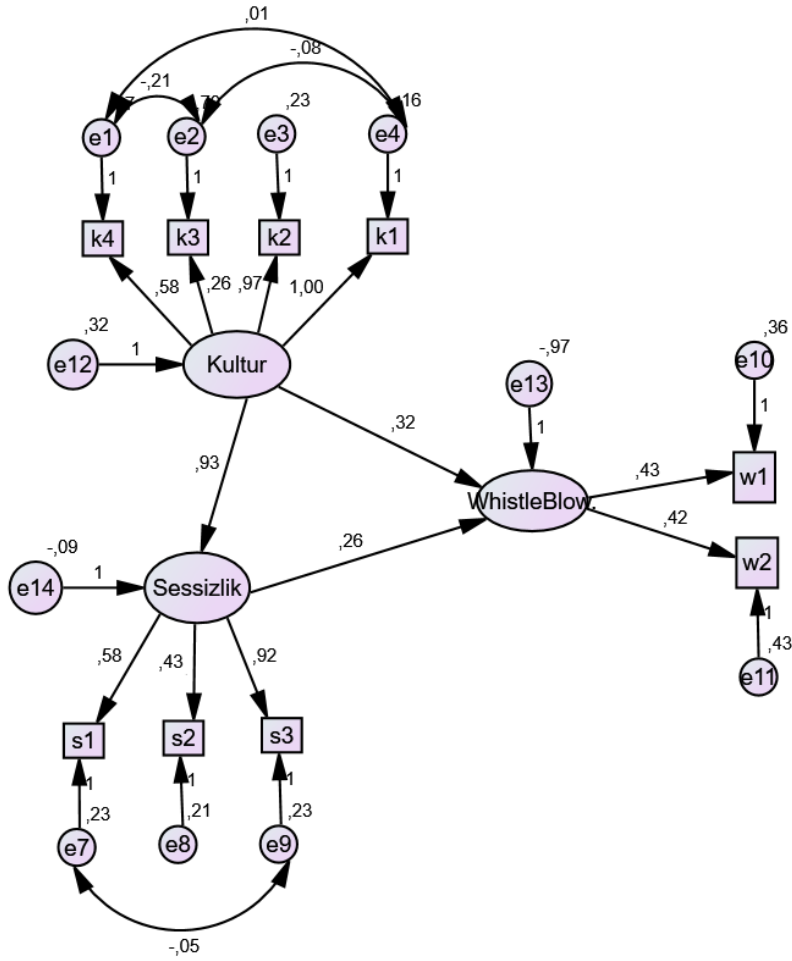 ,01
-,08
-,21
,23
,16
e1
e2
e3
e4
1
1
1
1
k4
k3
k2
k1
,58
,26
,97
1,00
,32
e12
1
Kultur
-,97
e13
1
,36
e10
1
,32
,93
WhistleBlow.
,43
w1
,42
w2
1
,43
e11
-,09
e14
1
Sessizlik
,26
,58
,43
,92
s1
s2
s3
1
1
1
,23
,21
,23
e7
e8
e9
-,05